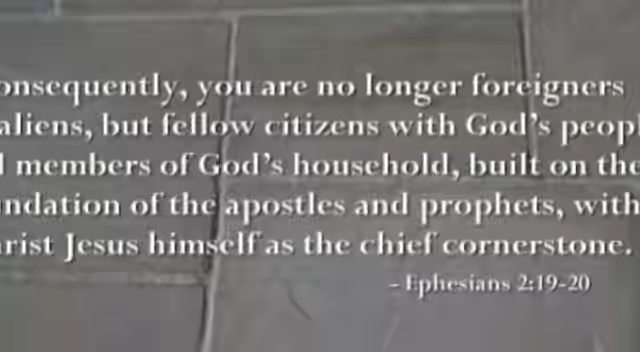 onsequently, you are no longer foreigners
aliens, but fellow citizens with God's peopl
l members of God's household, built on the
ndation of the apostles and prophets, with
rist Jesus himself as the chief cornerstone.
– Ephesians 2:19-20